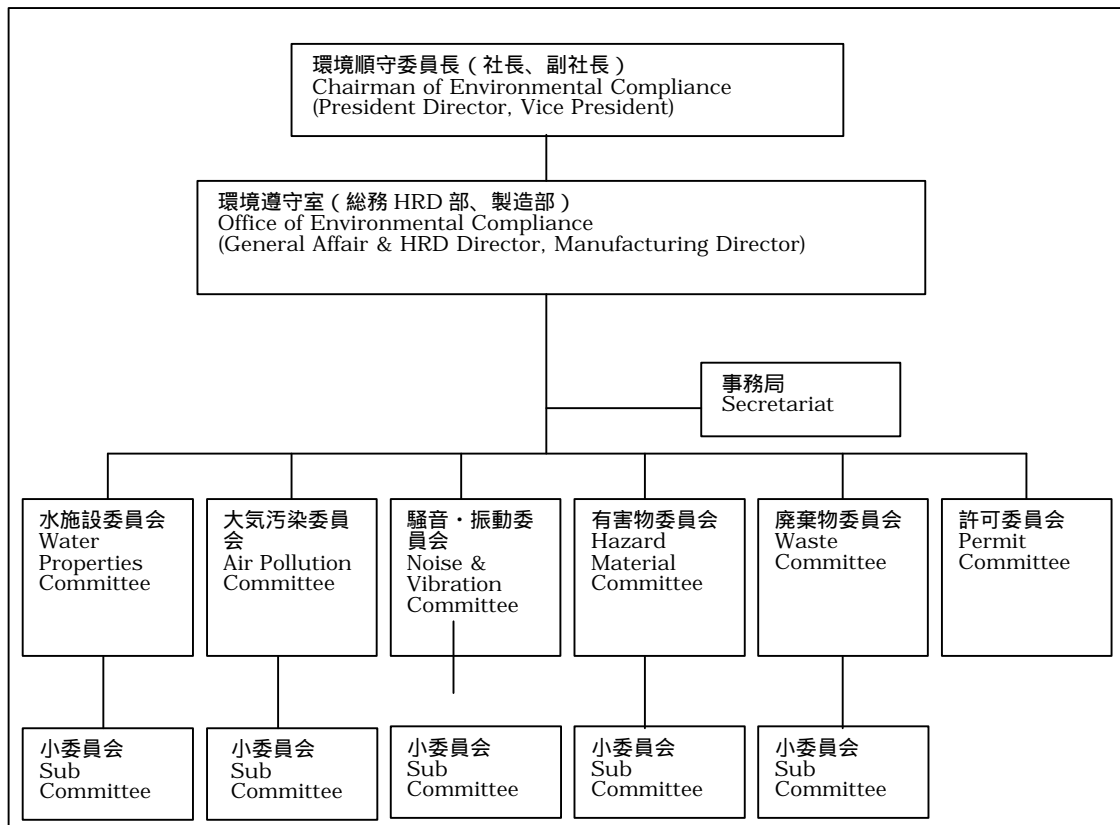 環境順守委員長（社長、副社長）
Chairman of Environmental Compliance
(President Director, Vice President)
環境遵守室（総務 HRD 部、製造部）
Office of Environmental Compliance
(General Affair & HRD Director, Manufacturing Director)
事務局
Secretariat
水施設委員会
Water
Properties
Committee
大気汚染委員
会
Air Pollution
Committee
騒音・振動委
員会
Noise &
Vibration
Committee
有害物委員会
Hazard
Material
Committee
廃棄物委員会
Waste
Committee
許可委員会
Permit
Committee
小委員会
Sub
Committee
小委員会
Sub
Committee
小委員会
Sub
Committee
小委員会
Sub
Committee
小委員会
Sub
Committee